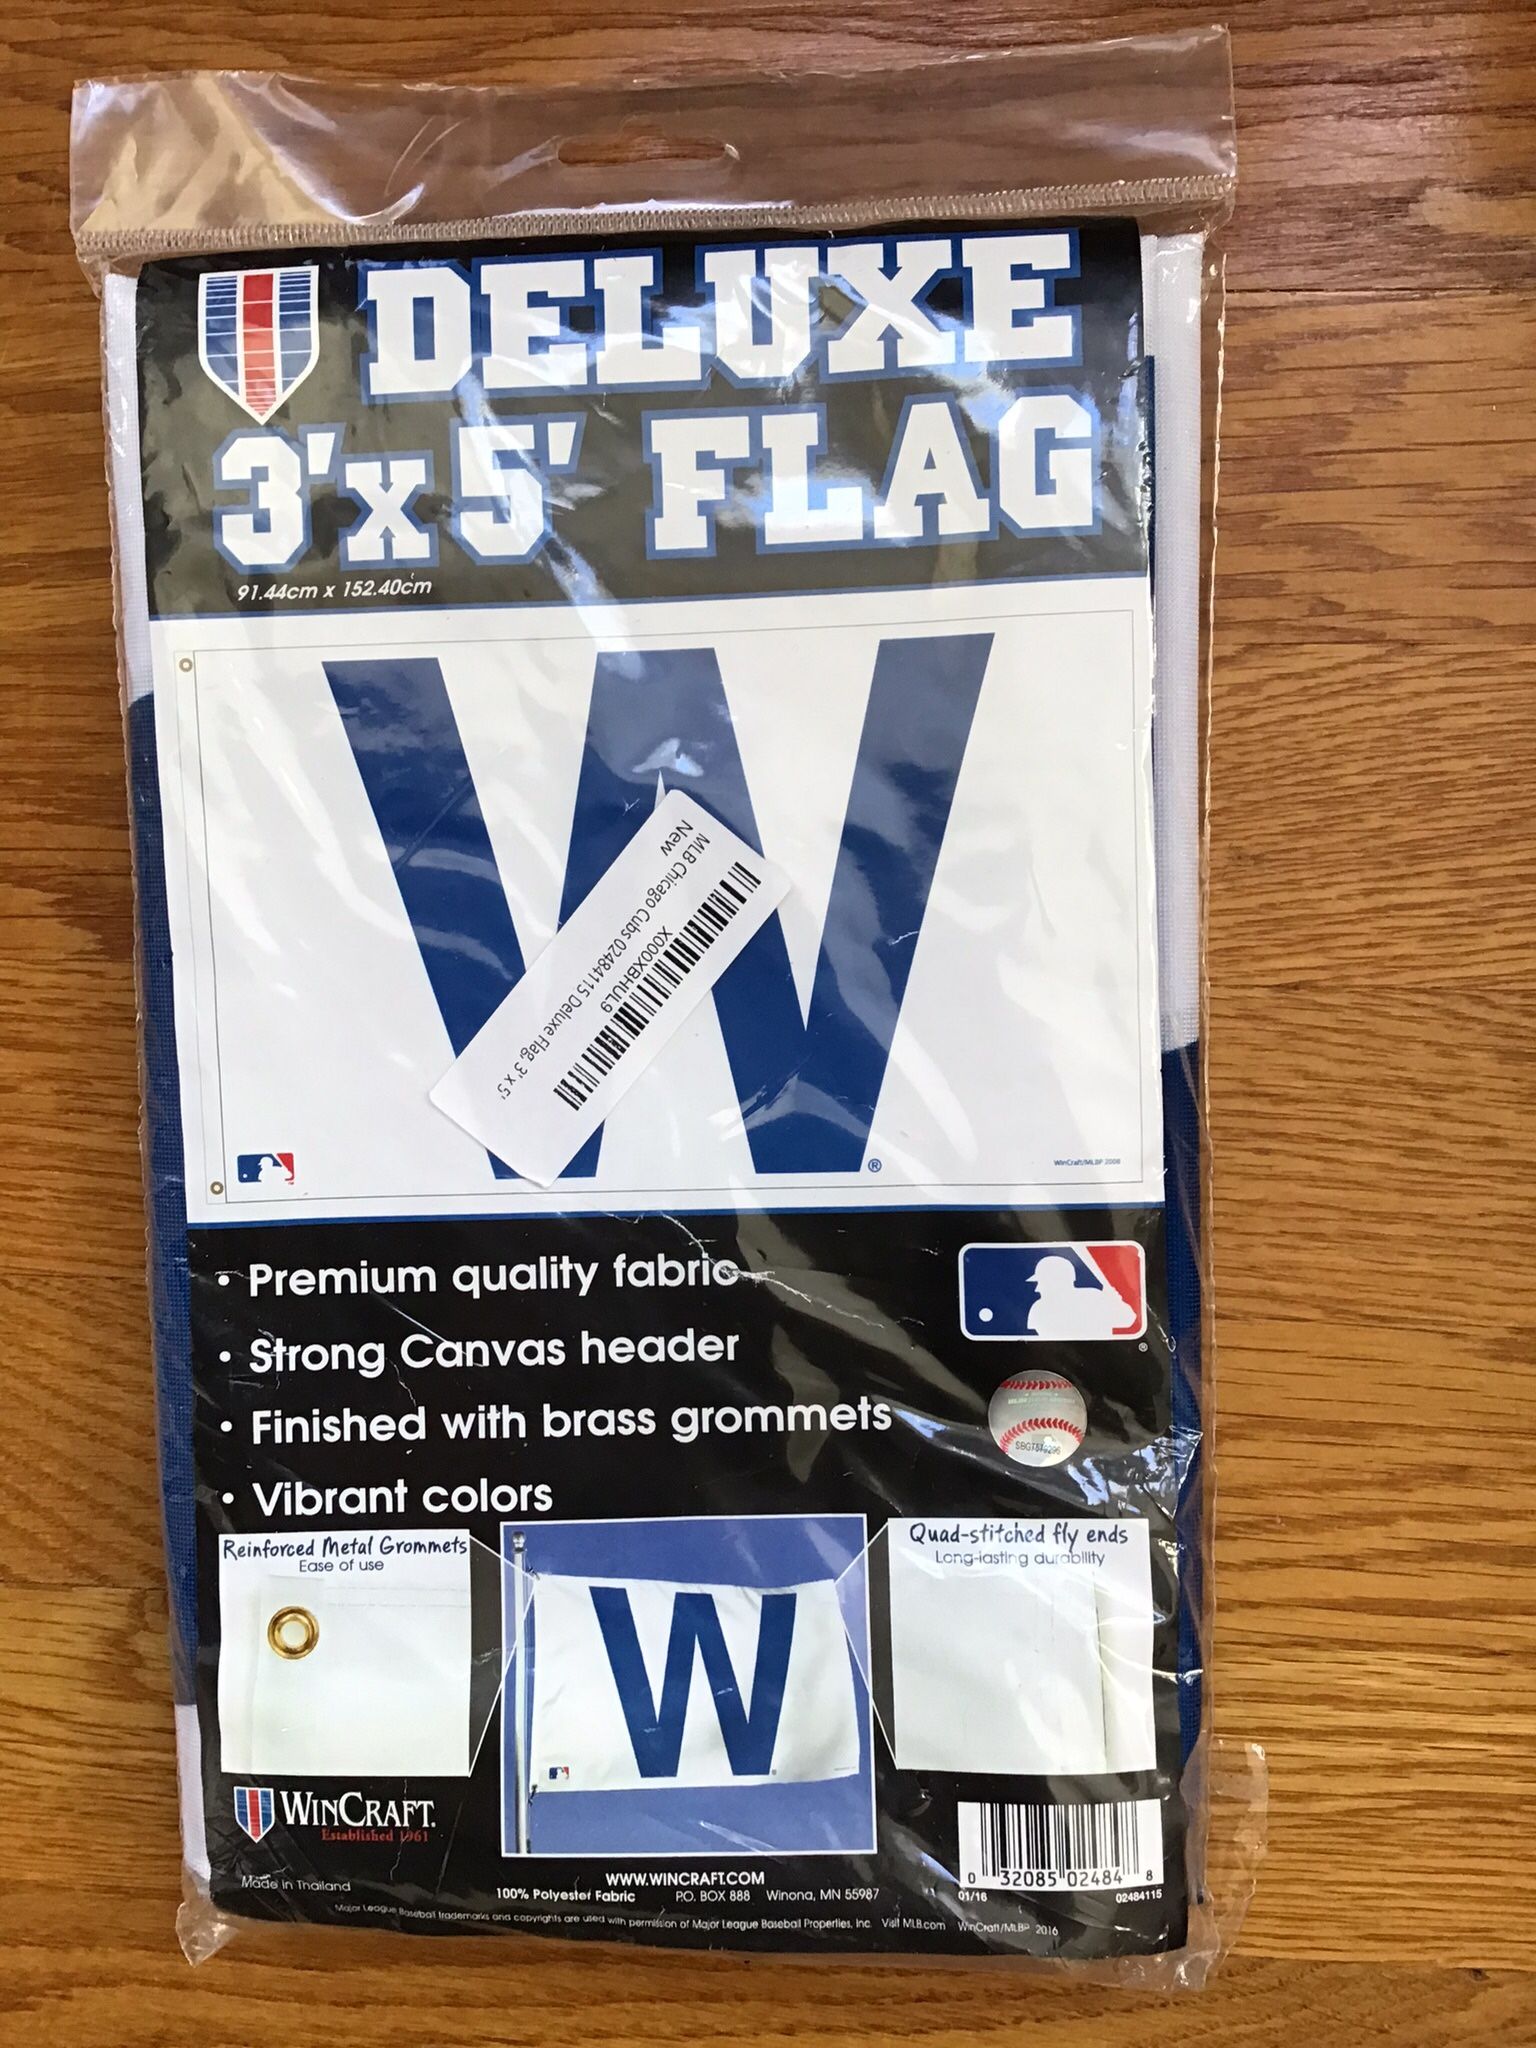 DELUXE
3'x5' FLAG
91.44cm x 152.40cm
W
MLB Chicago Cubs 02484115 Deluxe Flag, 3' x 5'
New
X000XBHUL9
®
WinCraft/MLBP 2008
• Premium quality fabric
• Strong Canvas header
• Finished with brass grommets
• Vibrant colors
®
Reinforced Metal Grommets
Ease of use
W
Quad-stitched fly ends
Long-lasting durability
WINCRAFT.
Established 1961
Made in Thailand
WWW.WINCRAFT.COM
100% Polyester Fabric P.O. BOX 888 Winona, MN 55987
0 32085 02484 8
01/16 02484115
Major League Baseball trademarks and copyrights are used with permission of Major League Baseball Properties, Inc. Visit MLB.com WinCraft/MLBP 2016